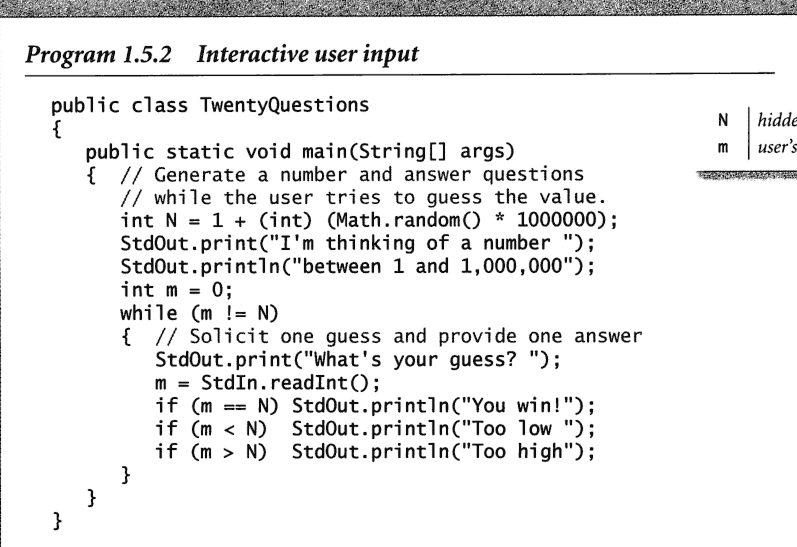 Program 1.5.2 Interactive user input
public class TwentyQuestions
{
public static void main(String[] args)
{ // Generate a number and answer questions
// while the user tries to guess the value.
int N = 1 + (int) (Math.random() * 1000000);
StdOut.print("I'm thinking of a number ");
StdOut.println("between 1 and 1,000,000");
int m = 0;
while (m != N)
{ // Solicit one guess and provide one answer
StdOut.print("What's your guess? ");
m = StdIn.readInt();
if (m == N) StdOut.println("You win!");
if (m < N) StdOut.println("Too low ");
if (m > N) StdOut.println("Too high");
}
}
}
N hidde
m user's